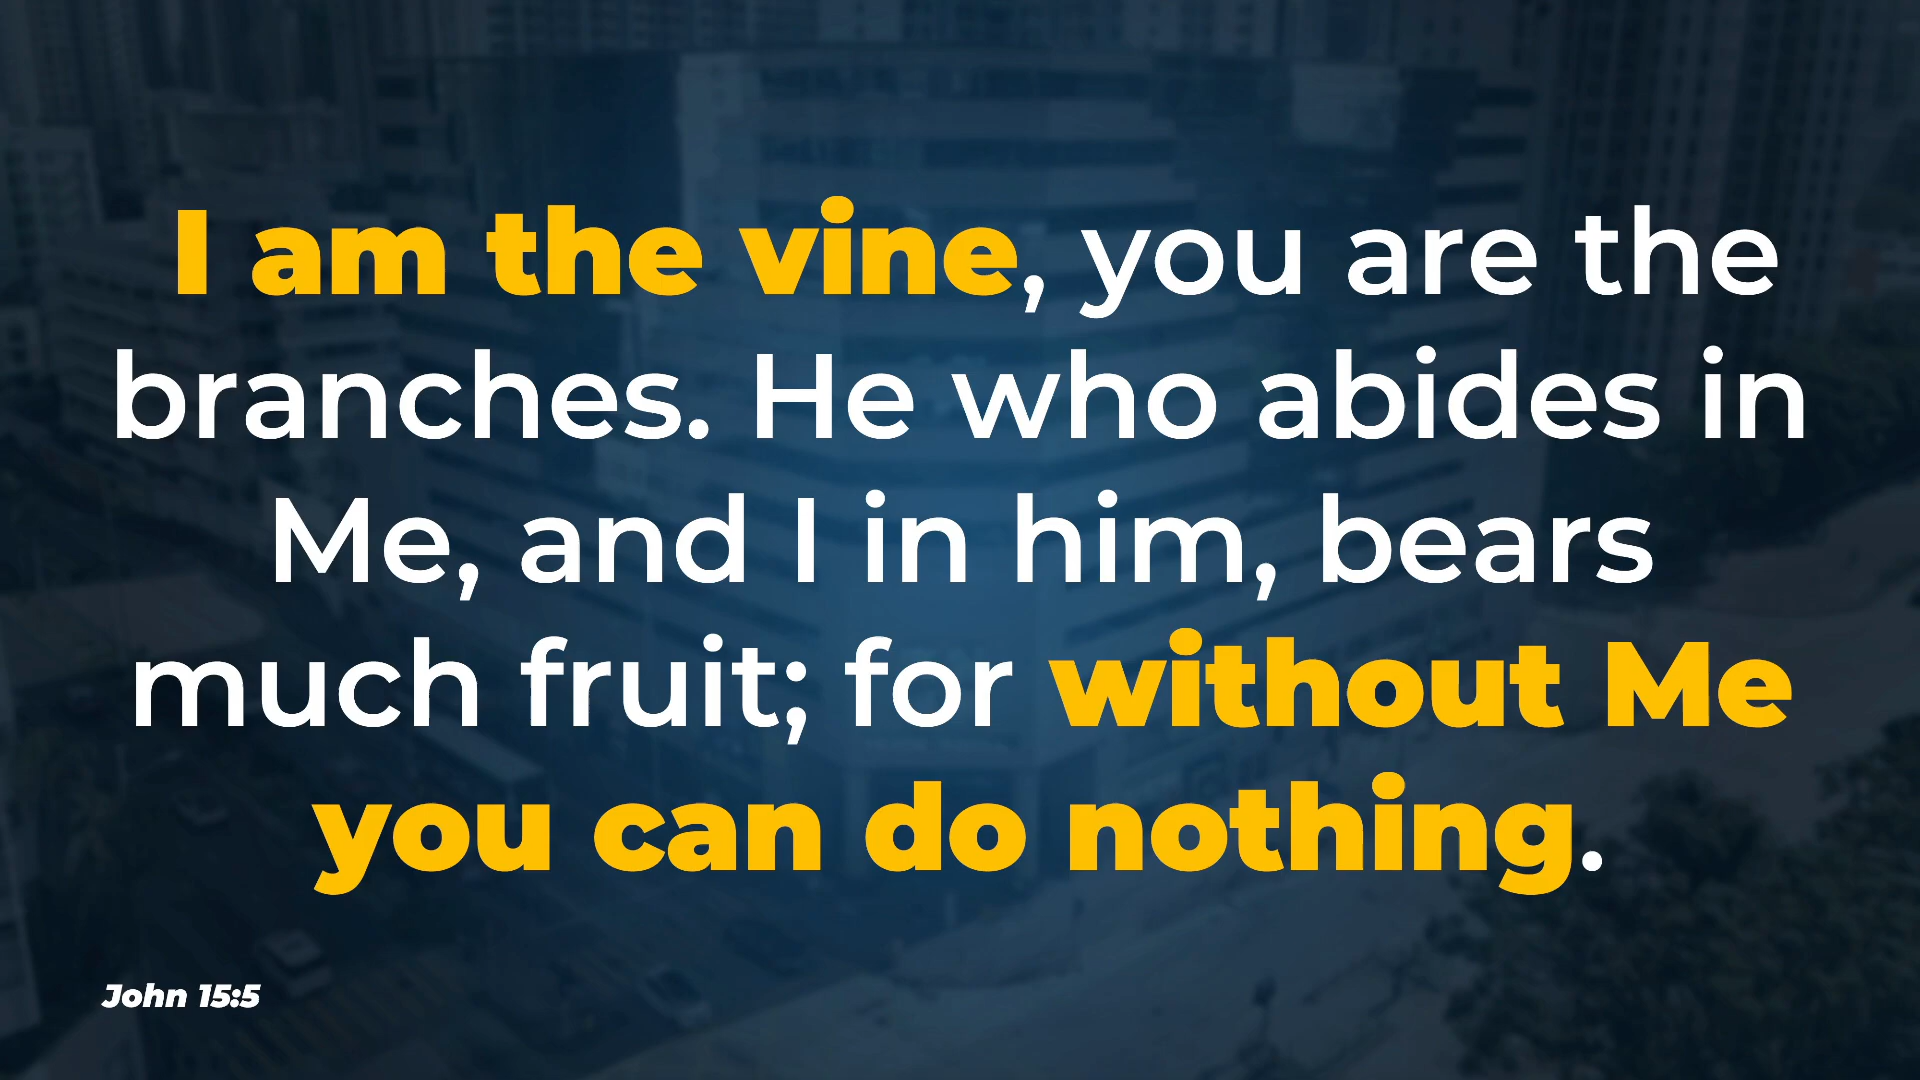 I am the vine, you are the
branches. He who abides in
Me, and I in him, bears
much fruit; for without Me
you can do nothing.
John 15:5